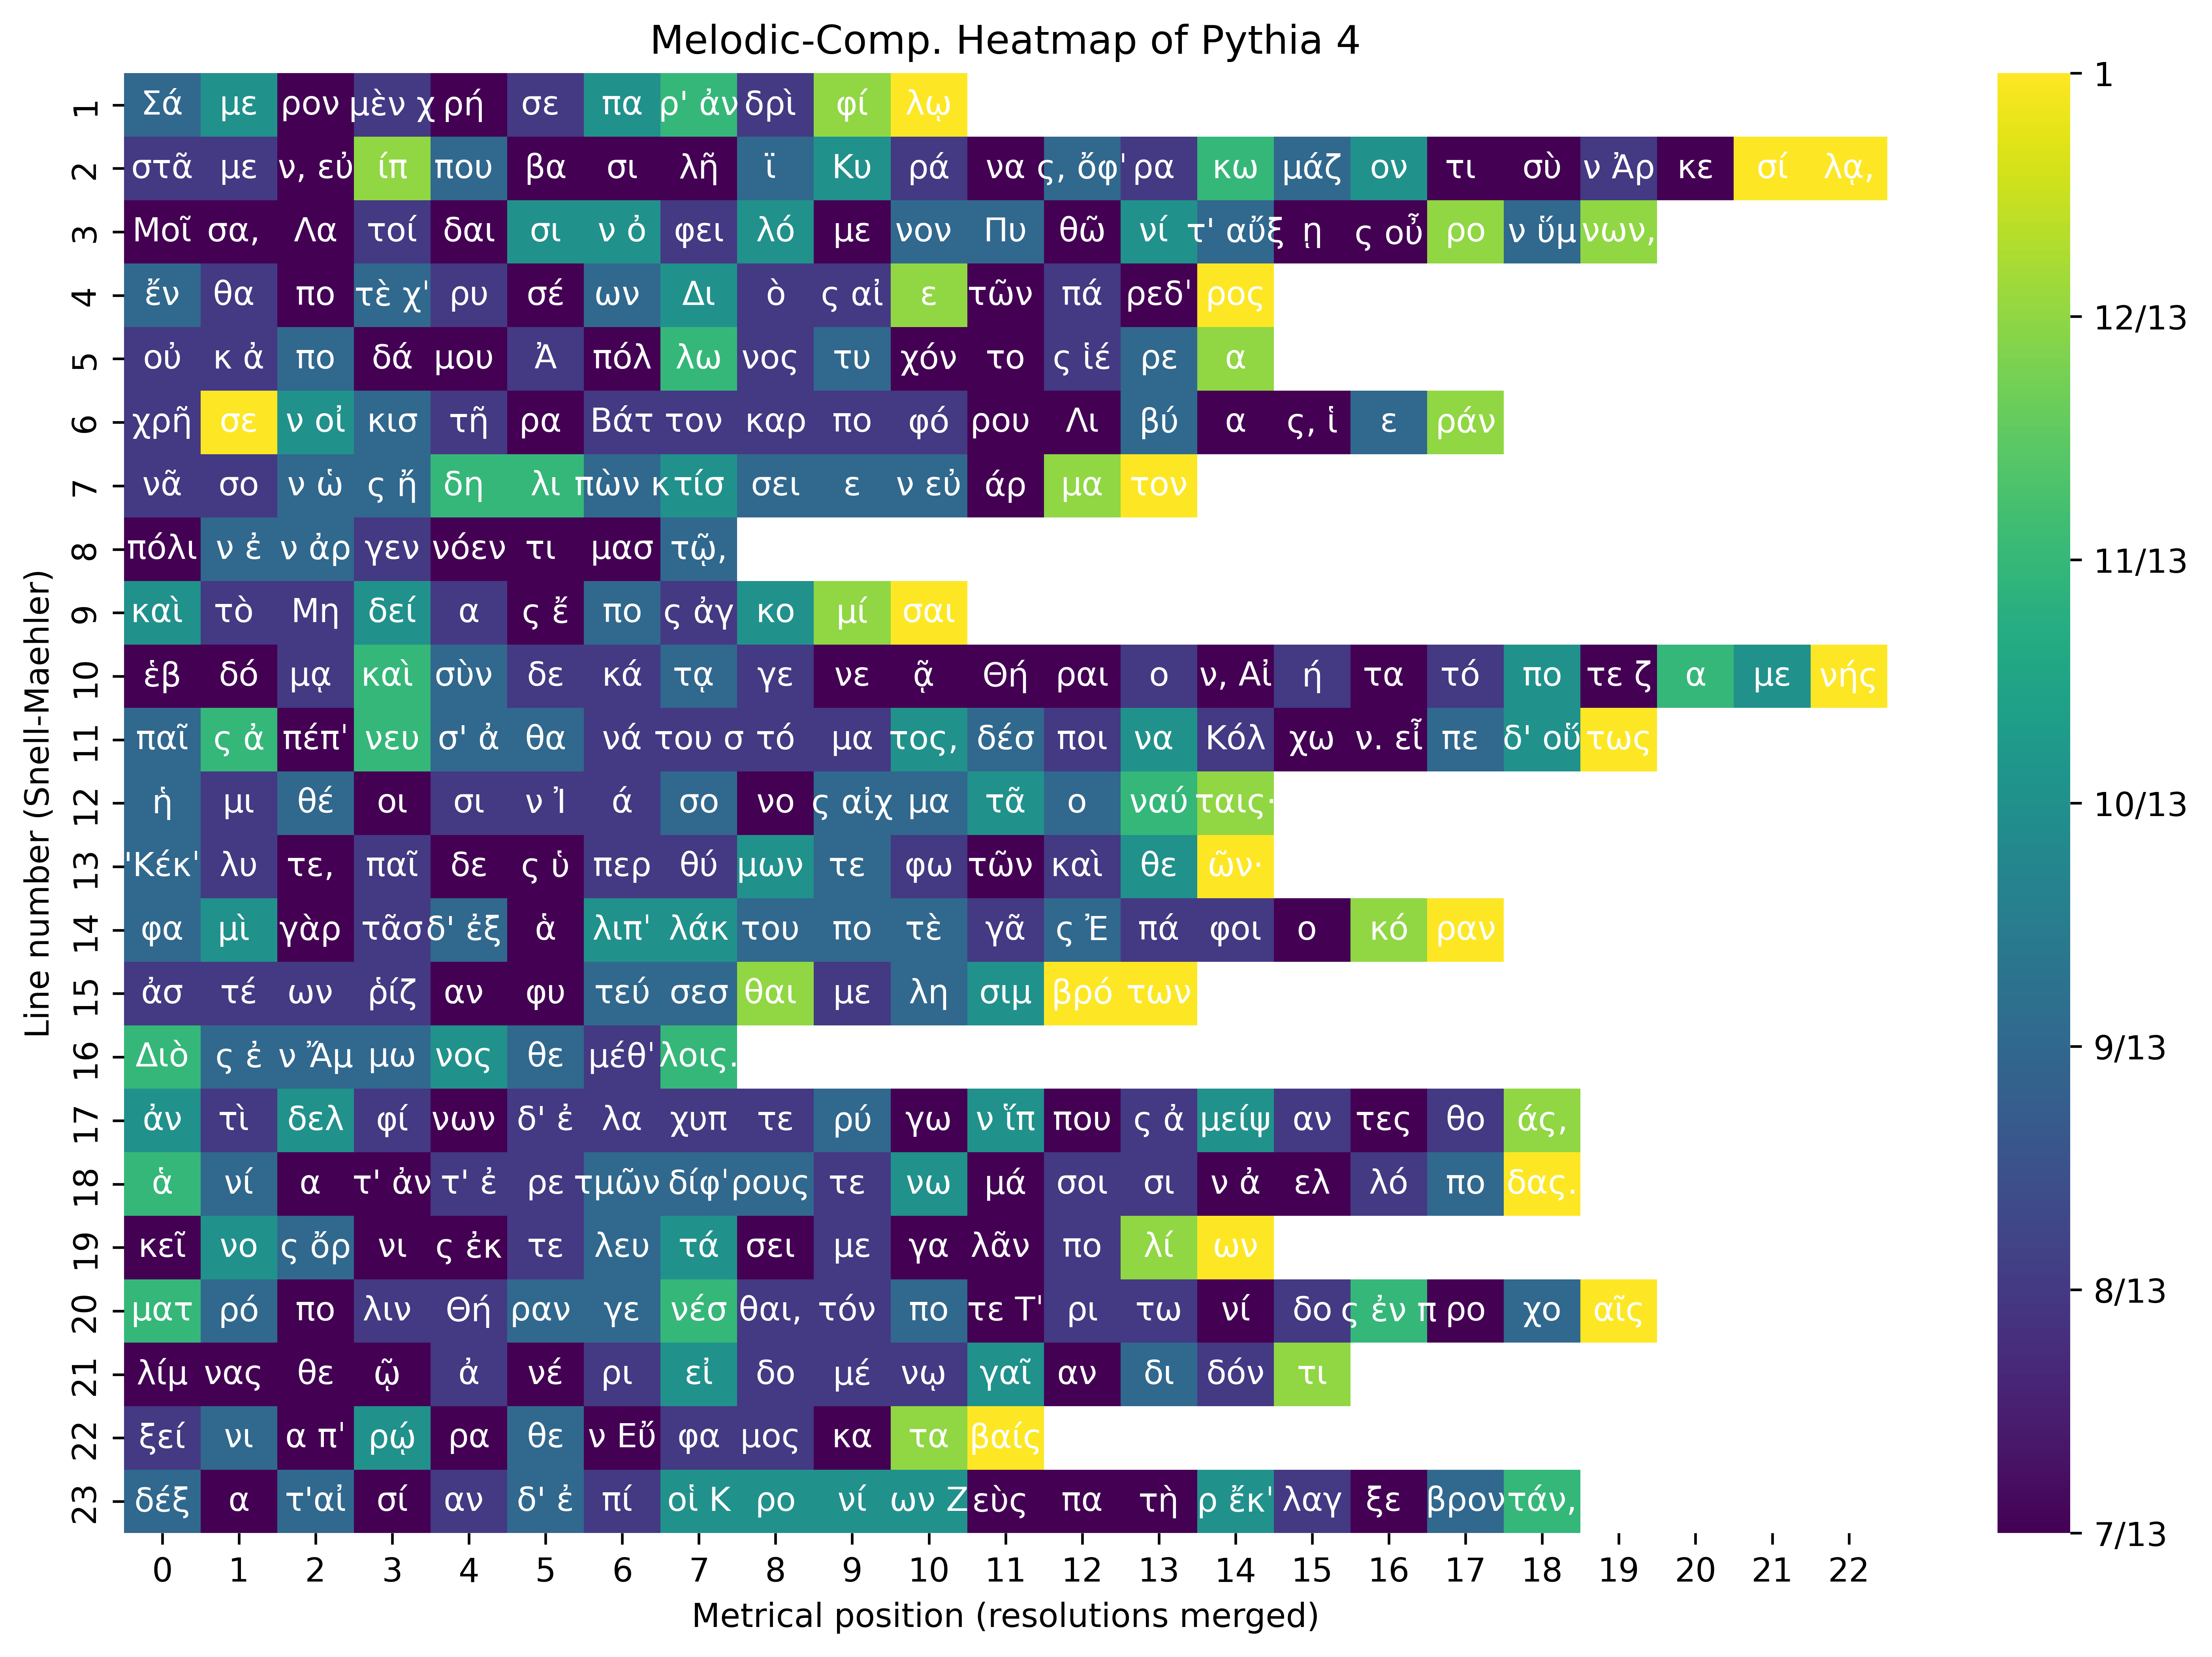 Melodic-Comp. Heatmap of Pythia 4
1 Σά με ρον μὲν χ ρή σε πα ρ' ἀν δρὶ φί λῳ
2 στᾶ με ν, εὐ ίπ που βα σι λῆ ϊ Κυ ρά να ς, ὄφ' ρα κω μάζ ον τι σὺ ν Ἀρ κε σί λᾳ,
3 Μοῖ σα, Λα τοί δαι σι ν ὀ φει λό με νον Πυ θῶ νί τ' αὔξ ῃ ς οὖ ρο ν ὕμ νων,
4 ἔν θα πο τὲ χ' ρυ σέ ων Δι ὸ ς αἰ ε τῶν πά ρεδ' ρος
5 οὐ κ ἀ πο δά μου Ἀ πόλ λω νος τυ χόν το ς ἱέ ρε α
6 χρῆ σε ν οἰ κισ τῆ ρα Βάτ τον καρ πο φό ρου Λι βύ α ς, ἱ ε ράν
7 νᾶ σο ν ὡ ς ἤ δη λι πὼν κ τίσ σει ε ν εὐ άρ μα τον
8 πόλι ν ἐ ν ἀρ γεν νόεν τι μασ τῷ,
9 καὶ τὸ Μη δεί α ς ἔ πο ς ἀγ κο μί σαι
10 ἑβ δό μᾳ καὶ σὺν δε κά τᾳ γε νε ᾷ Θή ραι ο ν, Αἰ ή τα τό πο τε ζ α με νής
11 παῖ ς ἀ πέπ' νευ σ' ἀ θα νά του σ τό μα τος, δέσ ποι να Κόλ χω ν. εἶ πε δ' οὕ τως
12 ἡ μι θέ οι σι ν Ἰ ά σο νο ς αἰχ μα τᾶ ο ναύ ταις·
13 'Κέκ' λυ τε, παῖ δε ς ὑ περ θύ μων τε φω τῶν καὶ θε ῶν·
14 φα μὶ γὰρ τᾶσ δ' ἐξ ἁ λιπ' λάκ του πο τὲ γᾶ ς Ἐ πά φοι ο κό ραν
15 ἀσ τέ ων ῥίζ αν φυ τεύ σεσ θαι με λη σιμ βρό των
16 Διὸ ς ἐ ν Ἄμ μω νος θε μέθ' λοις.
17 ἀν τὶ δελ φί νων δ' ἐ λα χυπ τε ρύ γω ν ἵπ που ς ἀ μείψ αν τες θο άς,
18 ἁ νί α τ' ἀν τ' ἐ ρε τμῶν δίφ' ρους τε νω μά σοι σι ν ἀ ελ λό πο δας.
19 κεῖ νο ς ὄρ νι ς ἐκ τε λευ τά σει με γα λᾶν πο λί ων
20 ματ ρό πο λιν Θή ραν γε νέσ θαι, τόν πο τε Τ' ρι τω νί δο ς ἐν π ρο χο αῖς
21 λίμ νας θε ῷ ἀ νέ ρι εἰ δο μέ νῳ γαῖ αν δι δόν τι
22 ξεί νι α π' ρῴ ρα θε ν Εὔ φα μος κα τα βαίς
23 δέξ α τ'αἰ σί αν δ' ἐ πί οἱ Κ ρο νί ων Ζ εὺς πα τὴ ρ ἔκ' λαγ ξε βρον τάν,
0 1 2 3 4 5 6 7 8 9 10 11 12 13 14 15 16 17 18 19 20 21 22
Metrical position (resolutions merged)
Line number (Snell-Maehler)
1
12/13
11/13
10/13
9/13
8/13
7/13